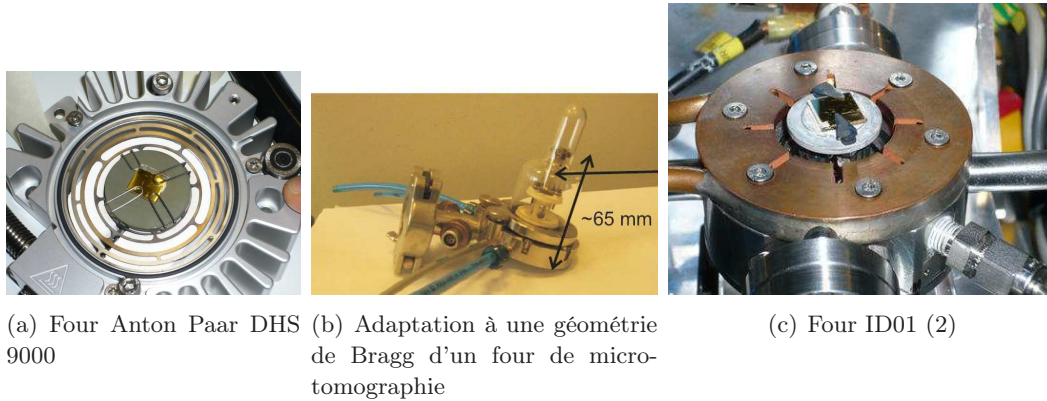 ~65 mm
(a) Four Anton Paar DHS
9000
(b) Adaptation à une géométrie
de Bragg d'un four de micro-
tomographie
(c) Four ID01 (2)